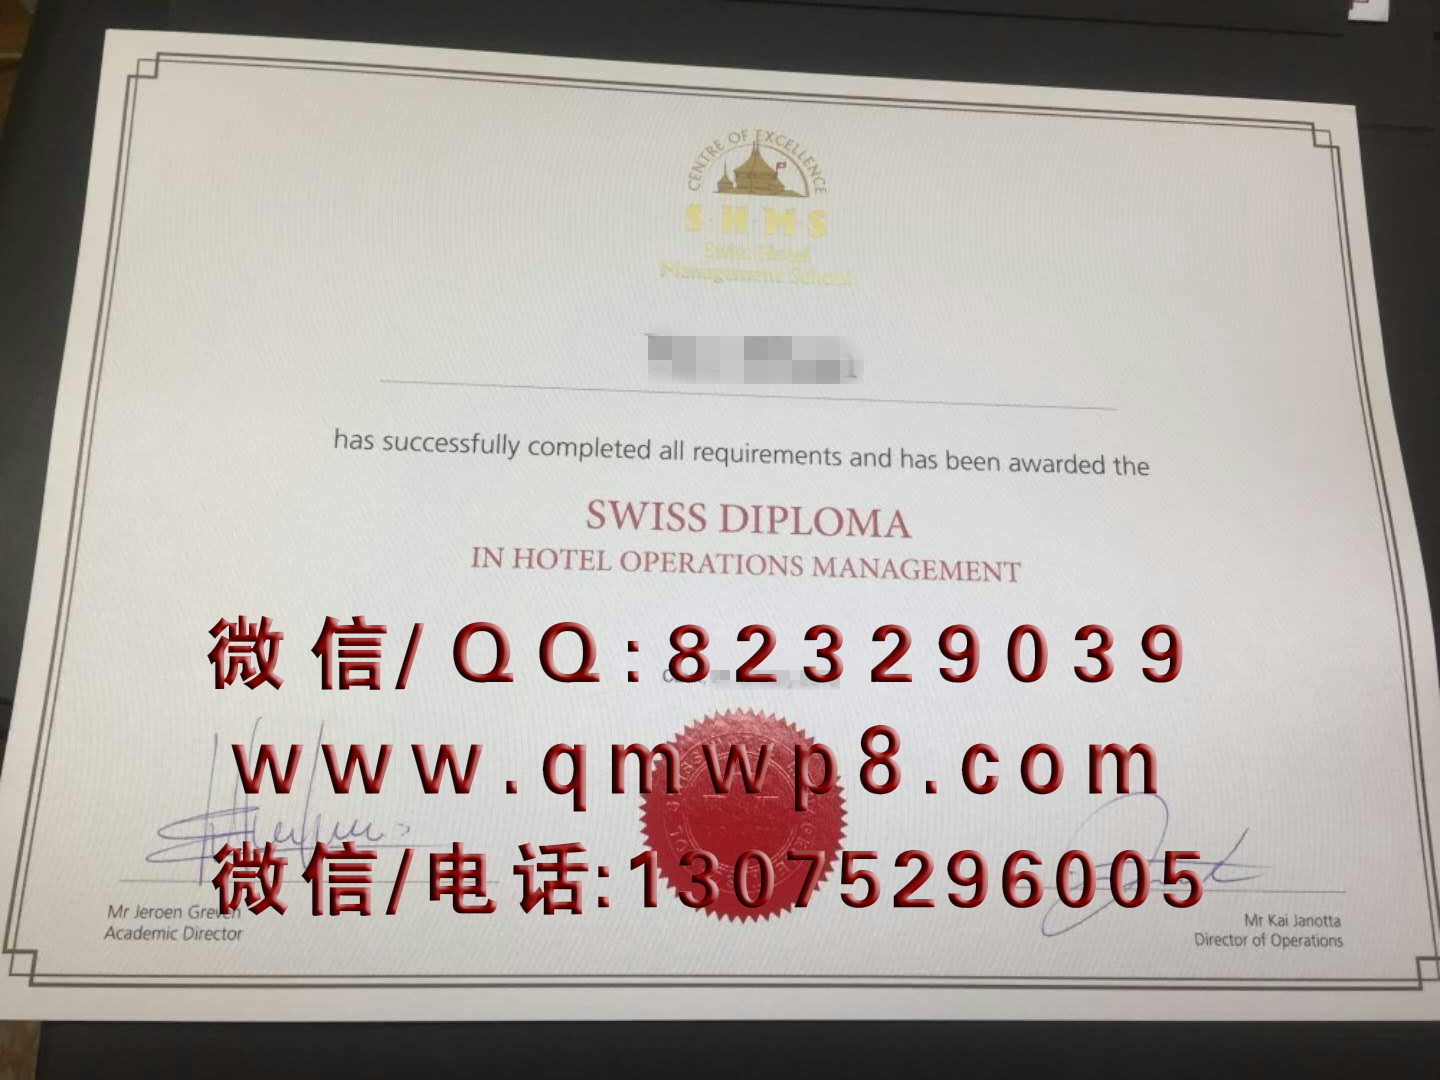 CENTRE OF EXCELLENCE
SHMS
Swiss Hotel
Management School
has successfully completed all requirements and has been awarded the
SWISS DIPLOMA
IN HOTEL OPERATIONS MANAGEMENT
微信/QQ:82329039
www.qmwp8.com
微信/电话:13075296005
Mr Jeroen Greven
Academic Director
Mr Kai Janotta
Director of Operations